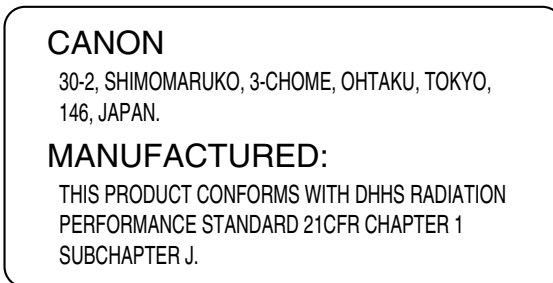 CANON
30-2, SHIMOMARUKO, 3-CHOME, OHTAKU, TOKYO,
146, JAPAN.
MANUFACTURED:
THIS PRODUCT CONFORMS WITH DHHS RADIATION
PERFORMANCE STANDARD 21CFR CHAPTER 1
SUBCHAPTER J.